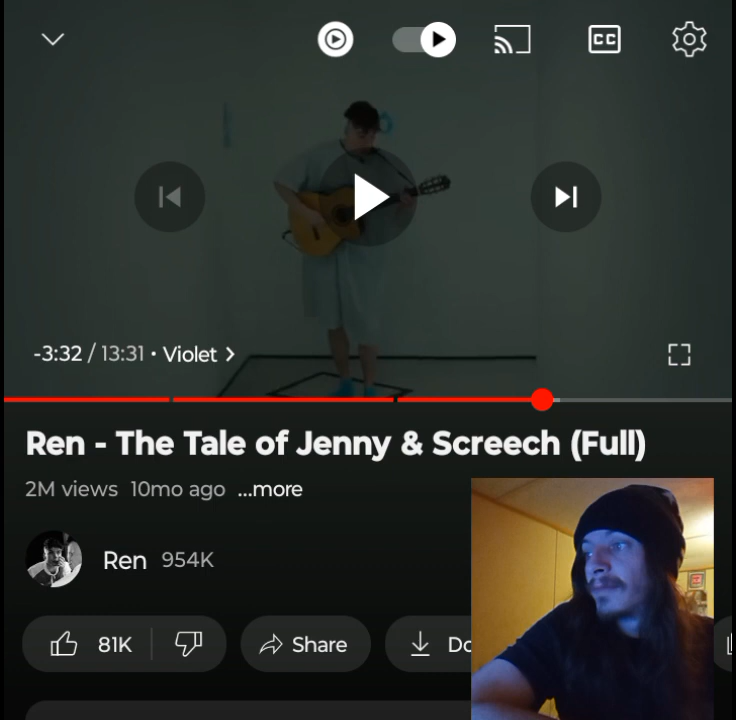 CC
-3:32 / 13:31 • Violet >
Ren - The Tale of Jenny & Screech (Full)
2M views 10mo ago ...more
Ren 954K
81K Share Do